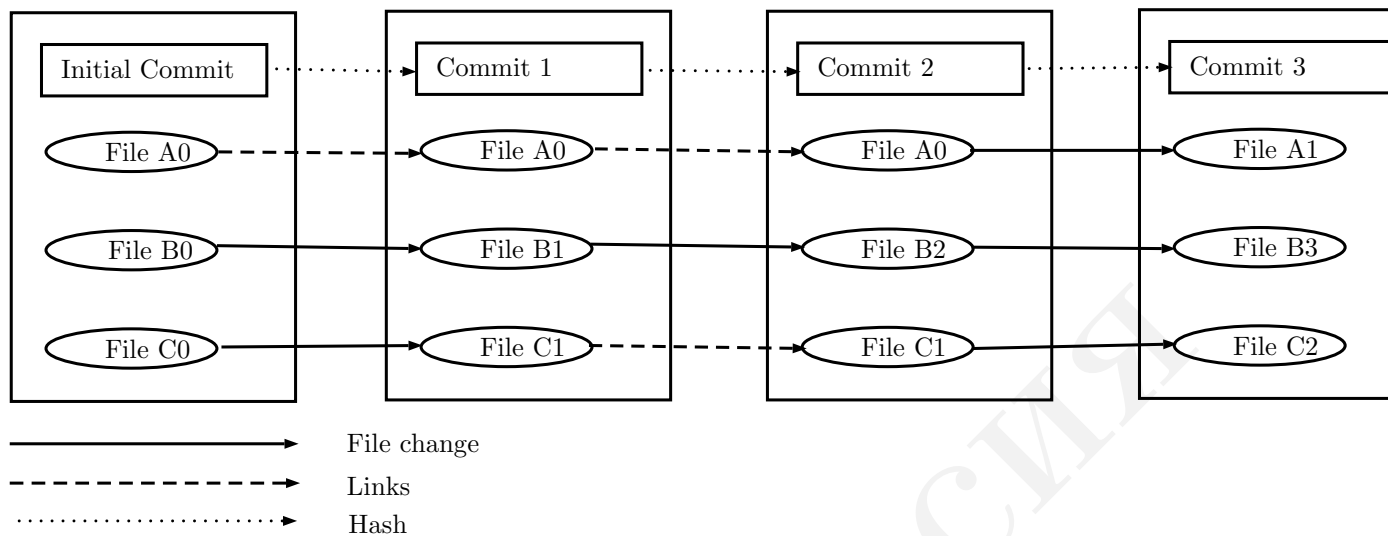 Initial Commit
Commit 1
Commit 2
Commit 3
File A0
File A0
File A0
File A1
File B0
File B1
File B2
File B3
File C0
File C1
File C1
File C2
File change
Links
Hash
СИЯ